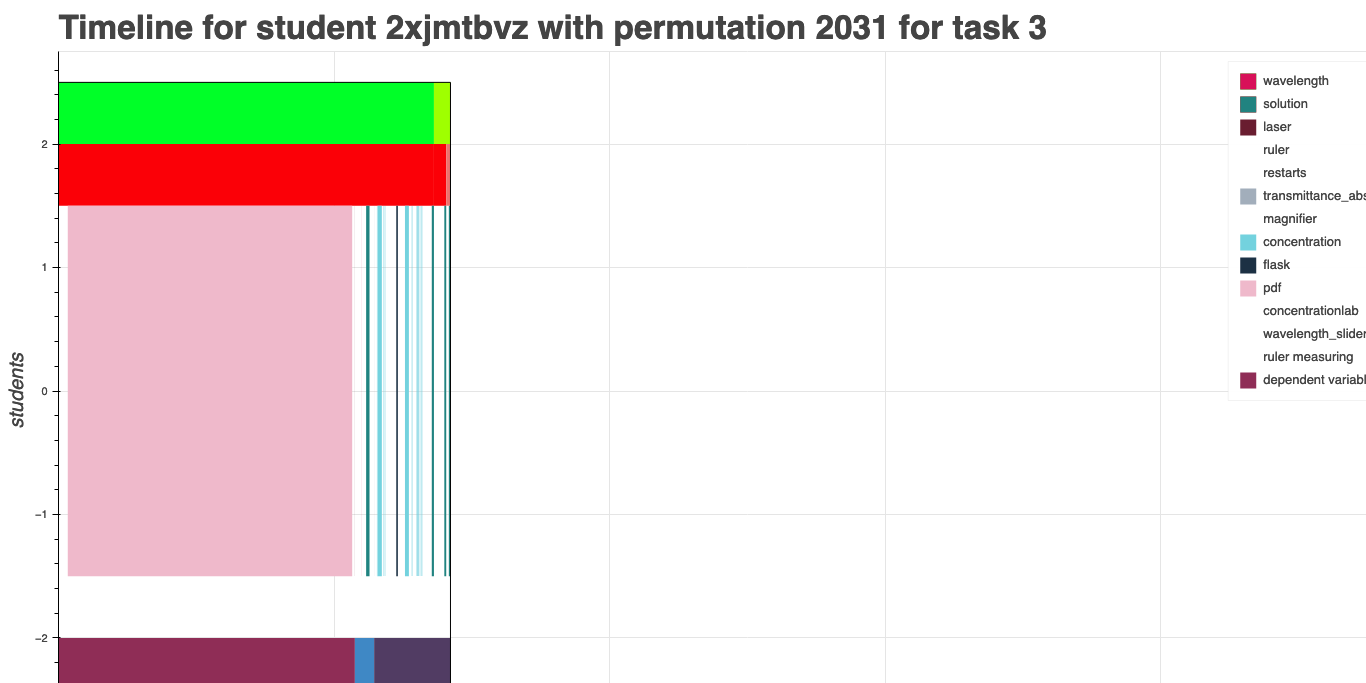 Timeline for student 2xjmtbvz with permutation 2031 for task 3
2
1
0
−1
−2
students
wavelength
solution
laser
ruler
restarts
transmittance_abs
magnifier
concentration
flask
pdf
concentrationlab
wavelength_slider
ruler measuring
dependent variabl